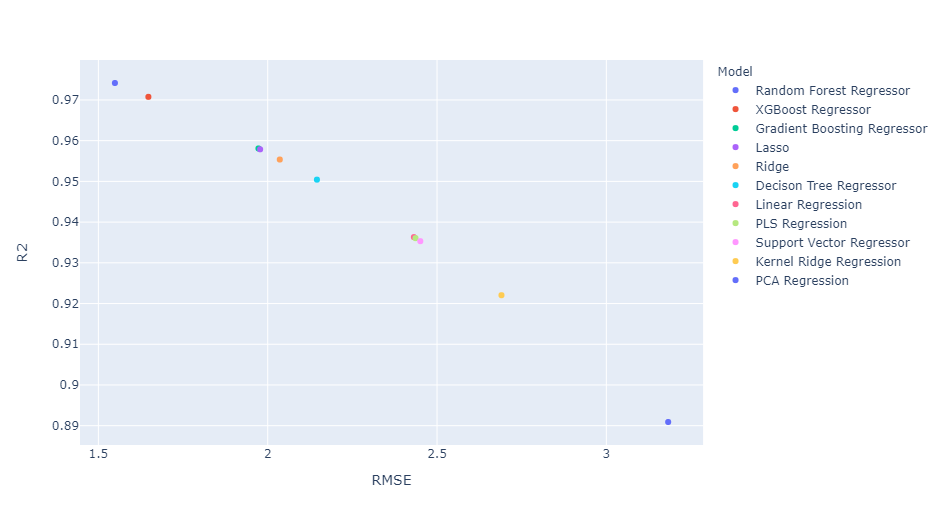 Model
Random Forest Regressor
XGBoost Regressor
Gradient Boosting Regressor
Lasso
Ridge
Decison Tree Regressor
Linear Regression
PLS Regression
Support Vector Regressor
Kernel Ridge Regression
PCA Regression
R2
0.97
0.96
0.95
0.94
0.93
0.92
0.91
0.9
0.89
1.5
2
2.5
3
RMSE